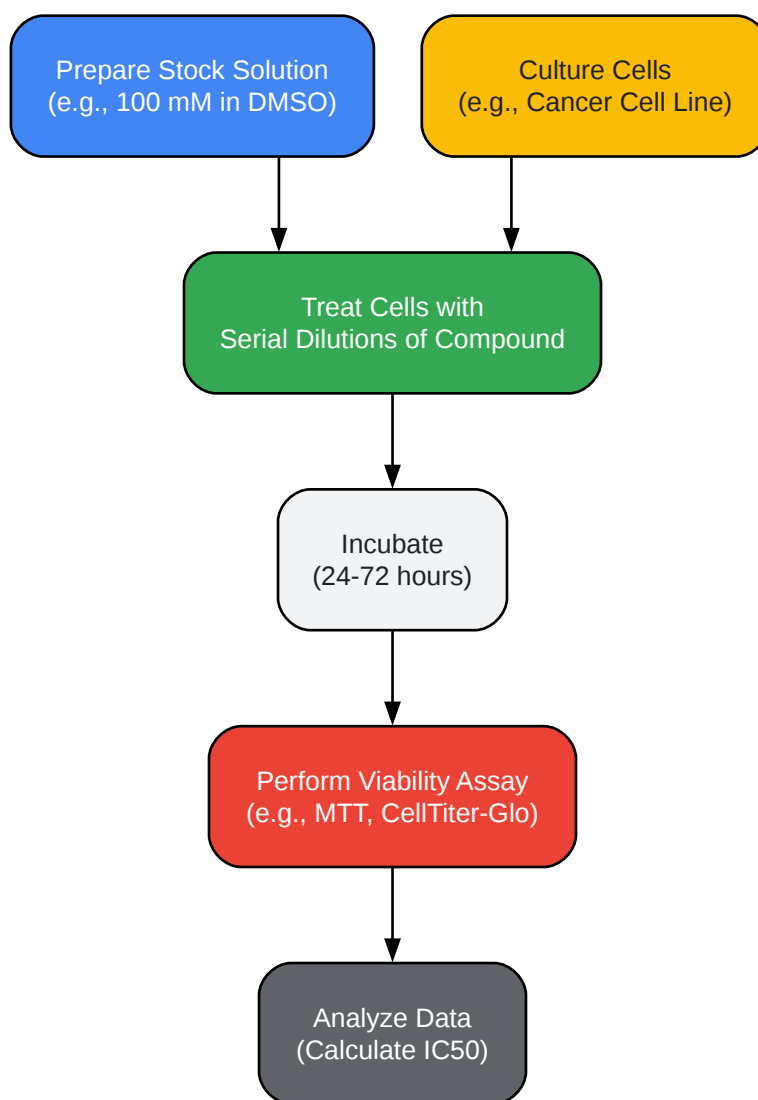 Prepare Stock Solution
(e.g., 100 mM in DMSO)
Culture Cells
(e.g., Cancer Cell Line)
Treat Cells with
Serial Dilutions of Compound
Incubate
(24-72 hours)
Perform Viability Assay
(e.g., MTT, CellTiter-Glo)
Analyze Data
(Calculate IC50)